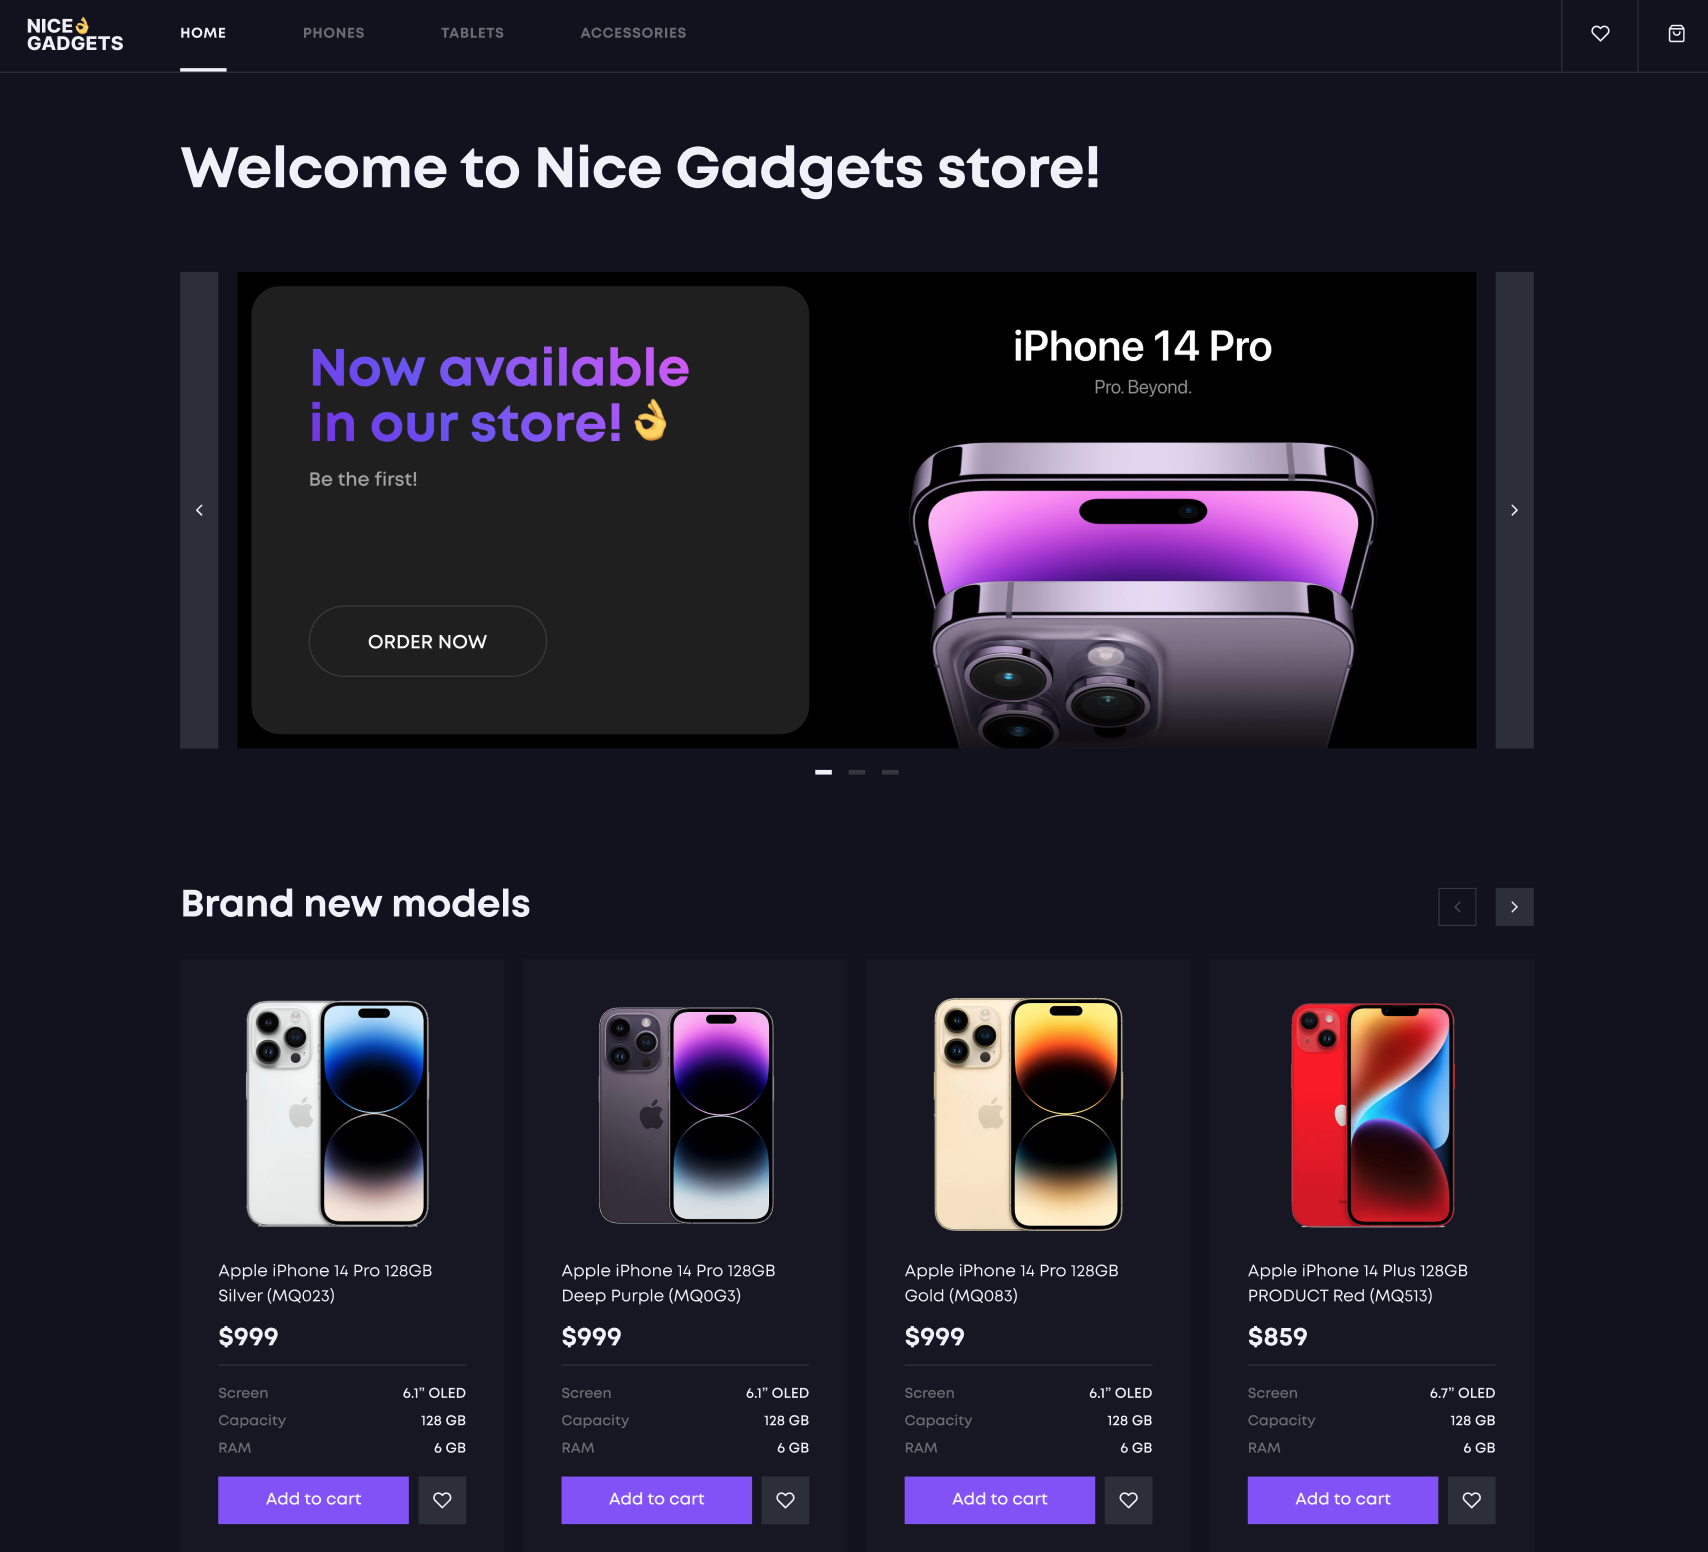 NICE👌
GADGETS
HOME
PHONES
TABLETS
ACCESSORIES
Welcome to Nice Gadgets store!
Now available
in our store!👌
Be the first!
ORDER NOW
iPhone 14 Pro
Pro. Beyond.
Brand new models
Apple iPhone 14 Pro 128GB
Silver (MQ023)
$999
Screen 6.1” OLED
Capacity 128 GB
RAM 6 GB
Add to cart
Apple iPhone 14 Pro 128GB
Deep Purple (MQ0G3)
$999
Screen 6.1” OLED
Capacity 128 GB
RAM 6 GB
Add to cart
Apple iPhone 14 Pro 128GB
Gold (MQ083)
$999
Screen 6.1” OLED
Capacity 128 GB
RAM 6 GB
Add to cart
Apple iPhone 14 Plus 128GB
PRODUCT Red (MQ513)
$859
Screen 6.7” OLED
Capacity 128 GB
RAM 6 GB
Add to cart